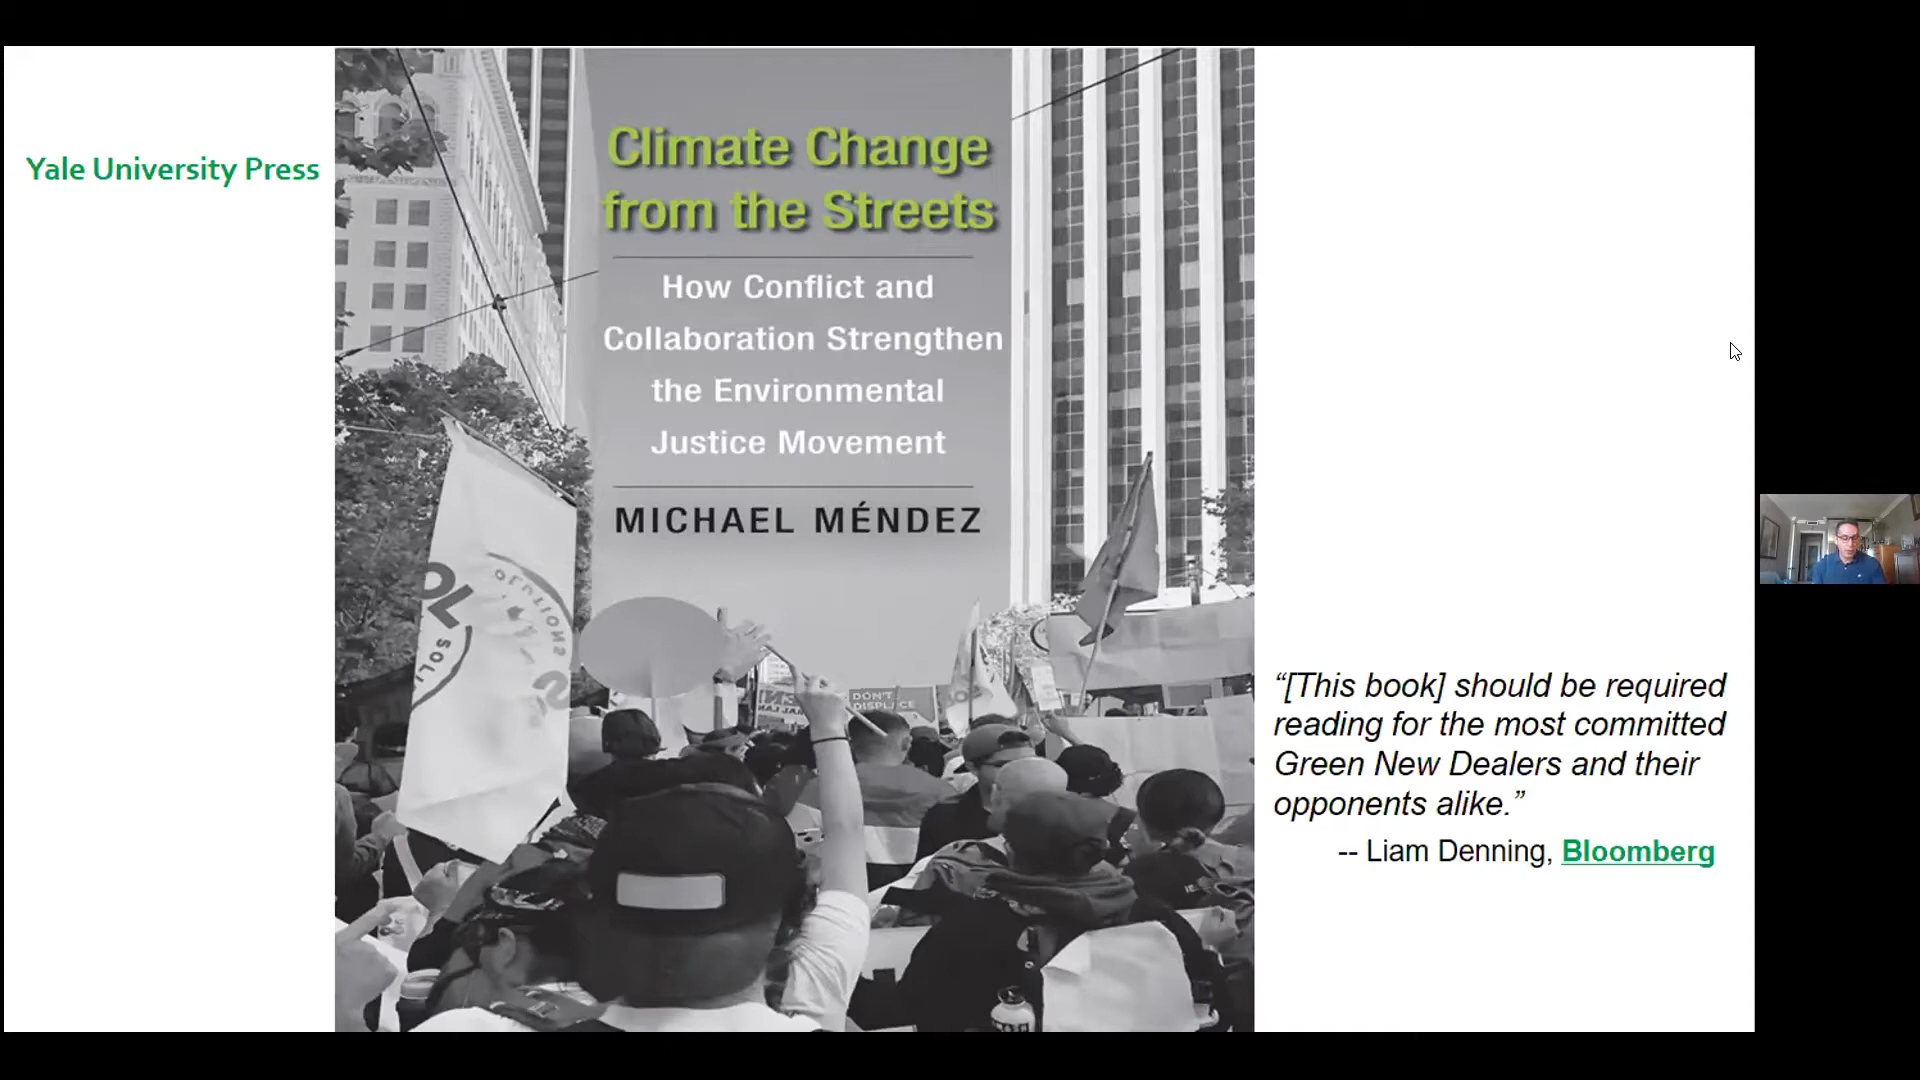 Yale University Press
Climate Change
from the Streets
How Conflict and
Collaboration Strengthen
the Environmental
Justice Movement
MICHAEL MÉNDEZ
DON'T
DISPLACE
“[This book] should be required
reading for the most committed
Green New Dealers and their
opponents alike.”
-- Liam Denning, Bloomberg